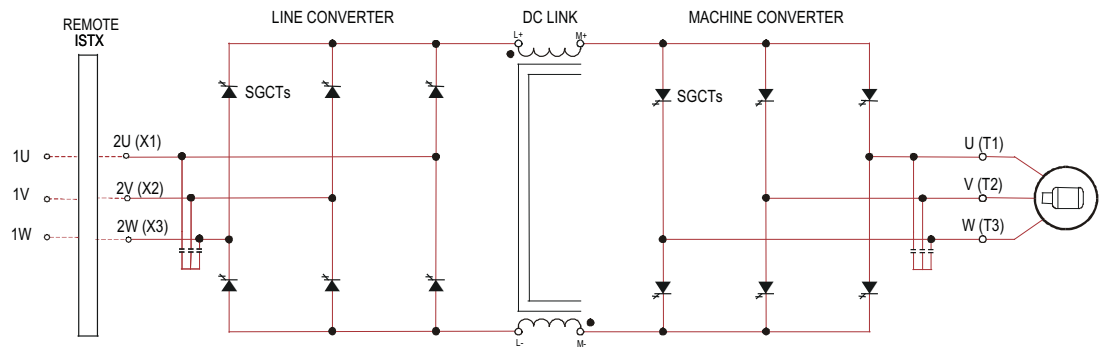 LINE CONVERTER
DC LINK
MACHINE CONVERTER
REMOTE
ISTX
L+
M+
SGCTs
SGCTs
1U
2U (X1)
U (T1)
1V
2V (X2)
V (T2)
1W
2W (X3)
W (T3)
L-
M-